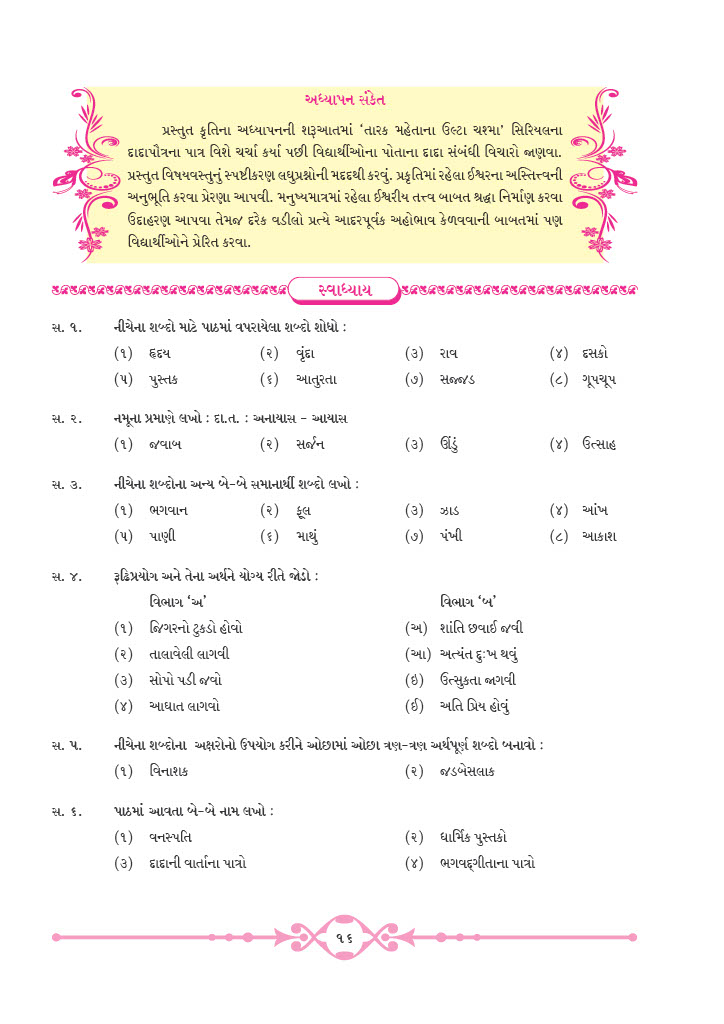 અધ્યાપન સંકેત
પ્રસ્તુત કૃતિના અધ્યાપનની શરૂઆતમાં ‘તારક મહેતાના ઉલ્ટા ચશ્મા’ સિરિયલના
દાદાપૌત્રના પાત્ર વિશે ચર્ચા કર્યા પછી વિદ્યાર્થીઓના પોતાના દાદા સંબંધી વિચારો જાણવા.
પ્રસ્તુત વિષયવસ્તુનું સ્પષ્ટીકરણ લઘુપ્રશ્નોની મદદથી કરવું. પ્રકૃતિમાં રહેલા ઈશ્વરના અસ્તિત્ત્વની
અનુભૂતિ કરવા પ્રેરણા આપવી. મનુષ્યમાત્રમાં રહેલા ઈશ્વરીય તત્ત્વ બાબત શ્રદ્ધા નિર્માણ કરવા
ઉદાહરણ આપવા તેમજ દરેક વડીલો પ્રત્યે આદરપૂર્વક અહોભાવ કેળવવાની બાબતમાં પણ
વિદ્યાર્થીઓને પ્રેરિત કરવા.
સ્વાધ્યાય
સ. ૧. નીચેના શબ્દો માટે પાઠમાં વપરાયેલા શબ્દો શોધો :
(૧) હૃદય (૨) વૃંદા (૩) રાવ (૪) દસકો
(૫) પુસ્તક (૬) આતુરતા (૭) સજ્જડ (૮) ગૂપચૂપ
સ. ૨. નમૂના પ્રમાણે લખો : દા.ત. : અનાયાસ - આયાસ
(૧) જવાબ (૨) સર્જન (૩) ઊંડું (૪) ઉત્સાહ
સ. ૩. નીચેના શબ્દોના અન્ય બે-બે સમાનાર્થી શબ્દો લખો :
(૧) ભગવાન (૨) ફૂલ (૩) ઝાડ (૪) આંખ
(૫) પાણી (૬) માથું (૭) પંખી (૮) આકાશ
સ. ૪. રૂઢિપ્રયોગ અને તેના અર્થને યોગ્ય રીતે જોડો :
વિભાગ ‘અ’ વિભાગ ‘બ’
(૧) જિગરનો ટુકડો હોવો (અ) શાંતિ છવાઈ જવી
(૨) તાલાવેલી લાગવી (આ) અત્યંત દુઃખ થવું
(૩) સોપો પડી જવો (ઇ) ઉત્સુકતા જાગવી
(૪) આઘાત લાગવો (ઈ) અતિ પ્રિય હોવું
સ. ૫. નીચેના શબ્દોના અક્ષરોનો ઉપયોગ કરીને ઓછામાં ઓછા ત્રણ-ત્રણ અર્થપૂર્ણ શબ્દો બનાવો :
(૧) વિનાશક (૨) જડબેસલાક
સ. ૬. પાઠમાં આવતા બે-બે નામ લખો :
(૧) વનસ્પતિ (૨) ધાર્મિક પુસ્તકો
(૩) દાદાની વાર્તાના પાત્રો (૪) ભગવદ્‌ગીતાના પાત્રો
૧૬